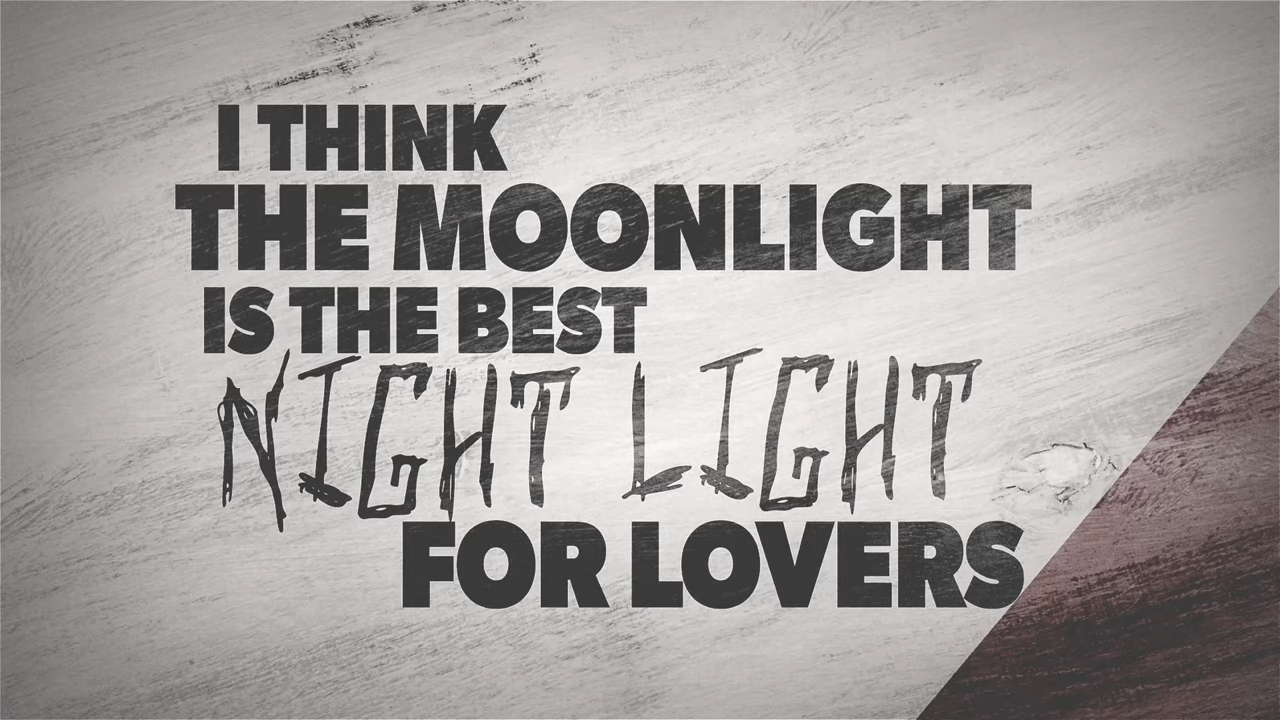 I THINK
THE MOONLIGHT
IS THE BEST
NIGHT LIGHT
FOR LOVERS